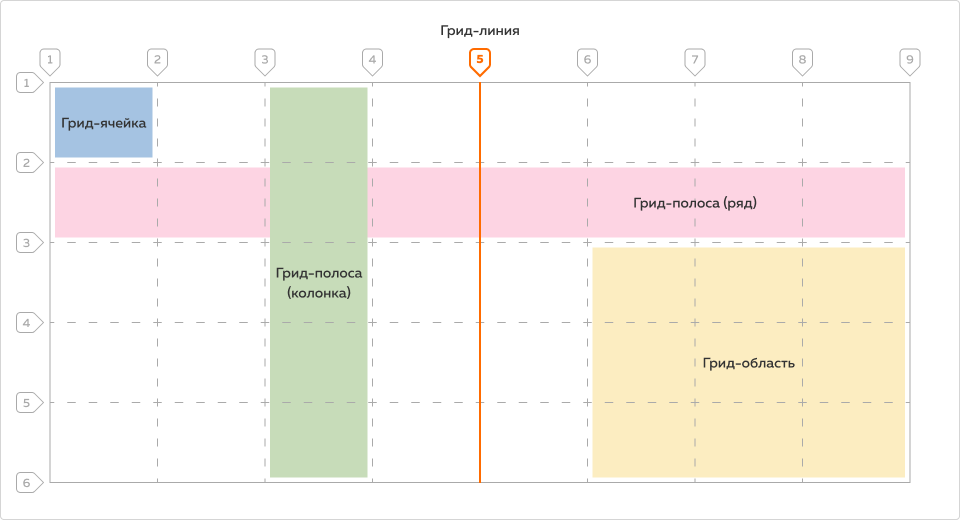 Грид-линия
1 2 3 4 5 6 7 8 9
1
Грид-ячейка
2
Грид-полоса (ряд)
3
Грид-полоса
(колонка)
4
Грид-область
5
6